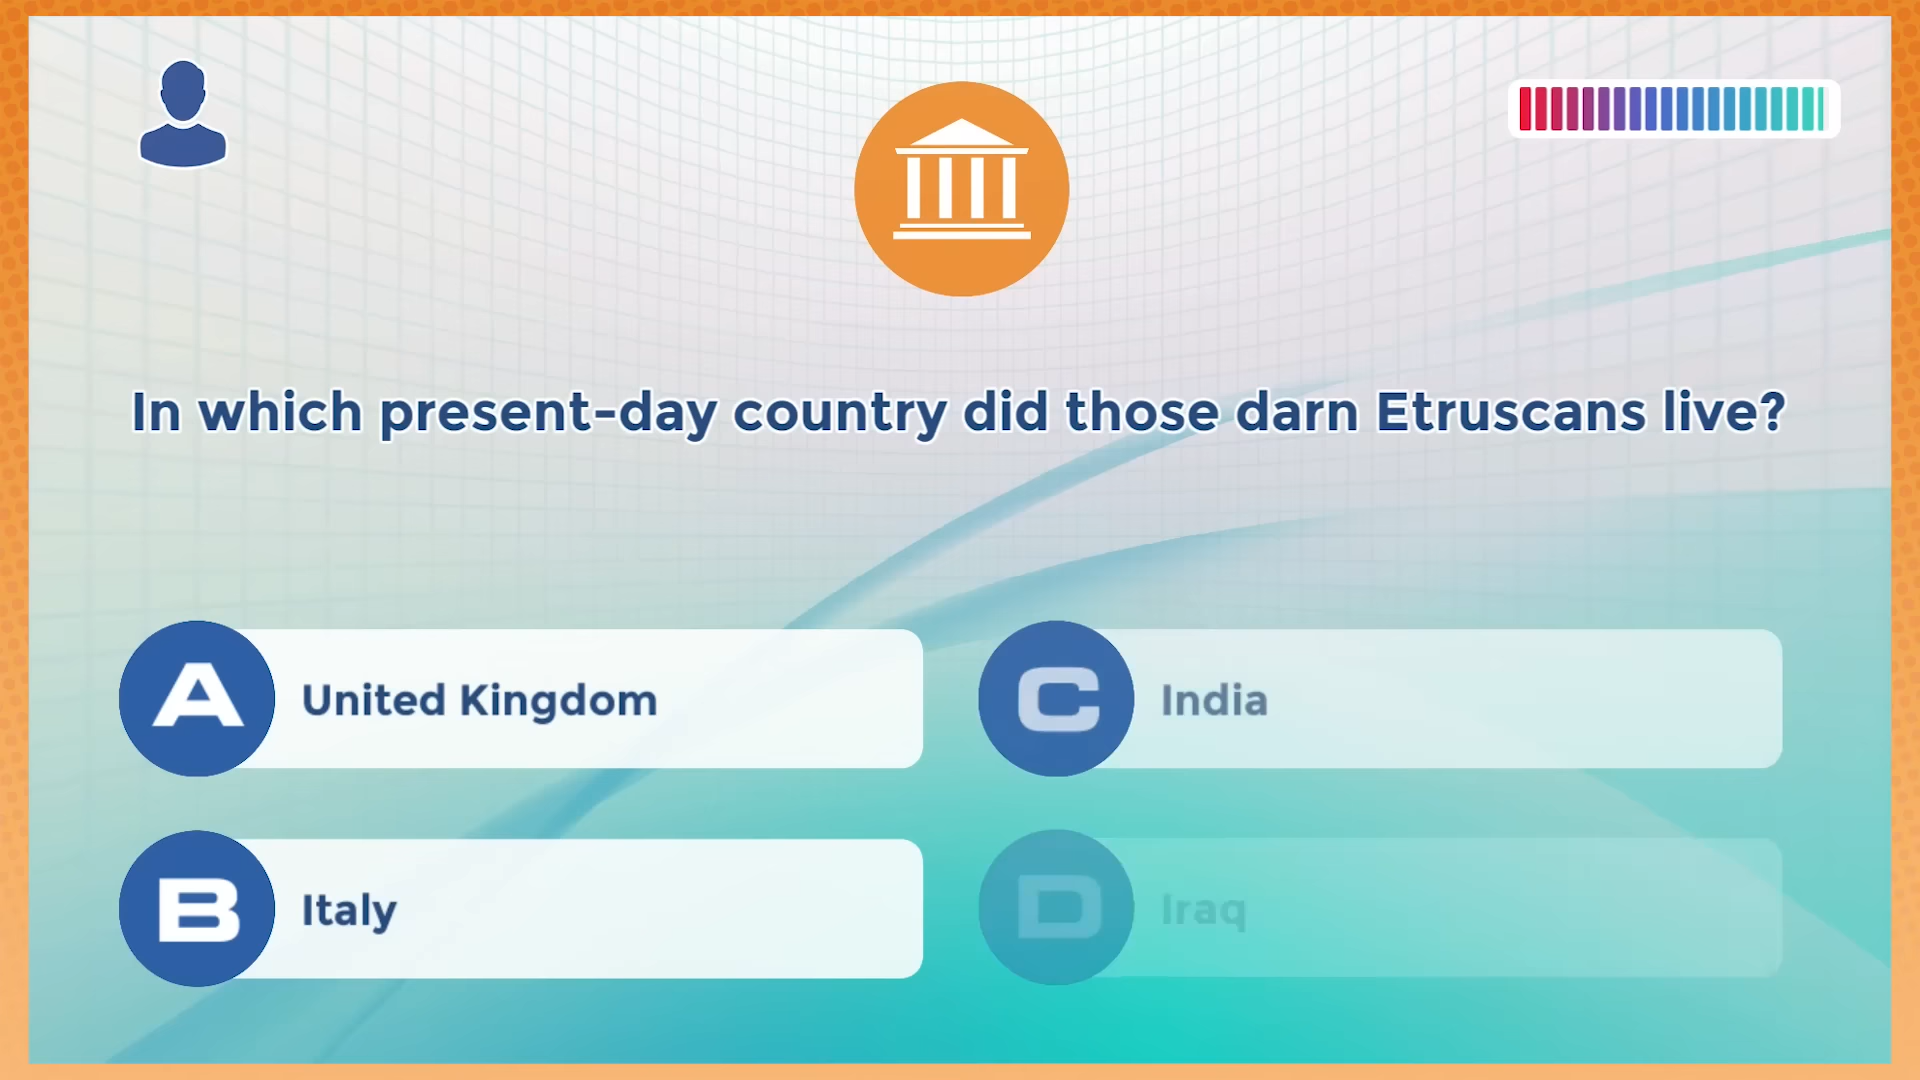 In which present-day country did those darn Etruscans live?
A United Kingdom
B Italy
C India
D Iraq